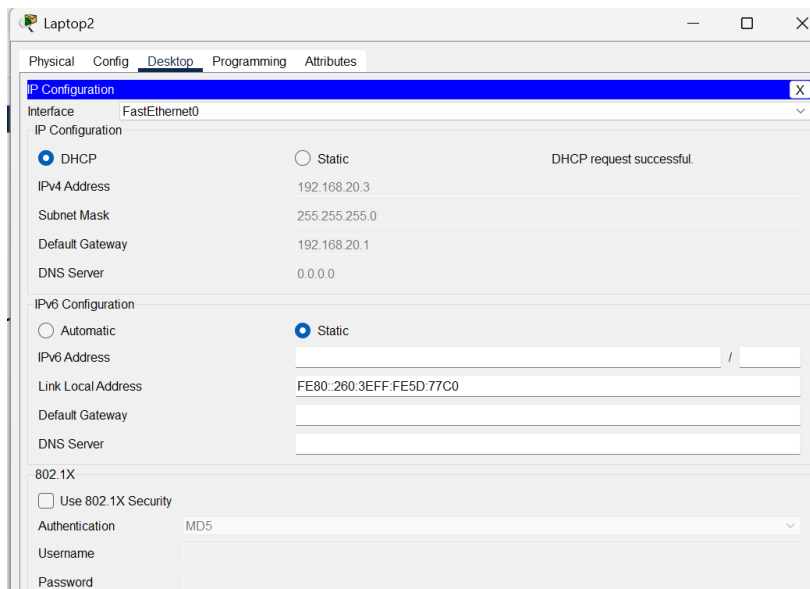 Laptop2
Physical Config Desktop Programming Attributes
IP Configuration X
Interface FastEthernet0
IP Configuration
DHCP Static DHCP request successful.
IPv4 Address 192.168.20.3
Subnet Mask 255.255.255.0
Default Gateway 192.168.20.1
DNS Server 0.0.0.0
IPv6 Configuration
Automatic Static
IPv6 Address /
Link Local Address FE80::260:3EFF:FE5D:77C0
Default Gateway
DNS Server
802.1X
Use 802.1X Security
Authentication MD5
Username
Password